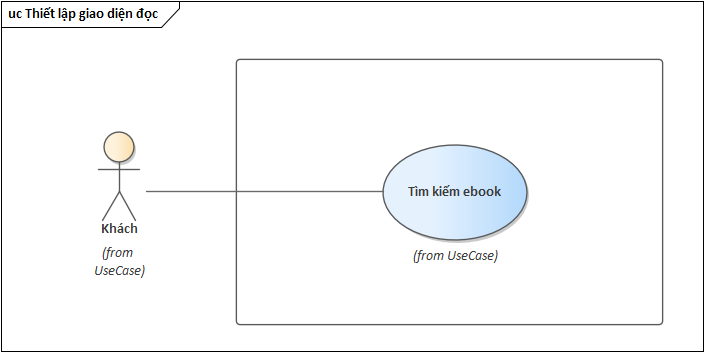 uc Thiết lập giao diện đọc
Tìm kiếm ebook
(from UseCase)
Khách
(from
UseCase)